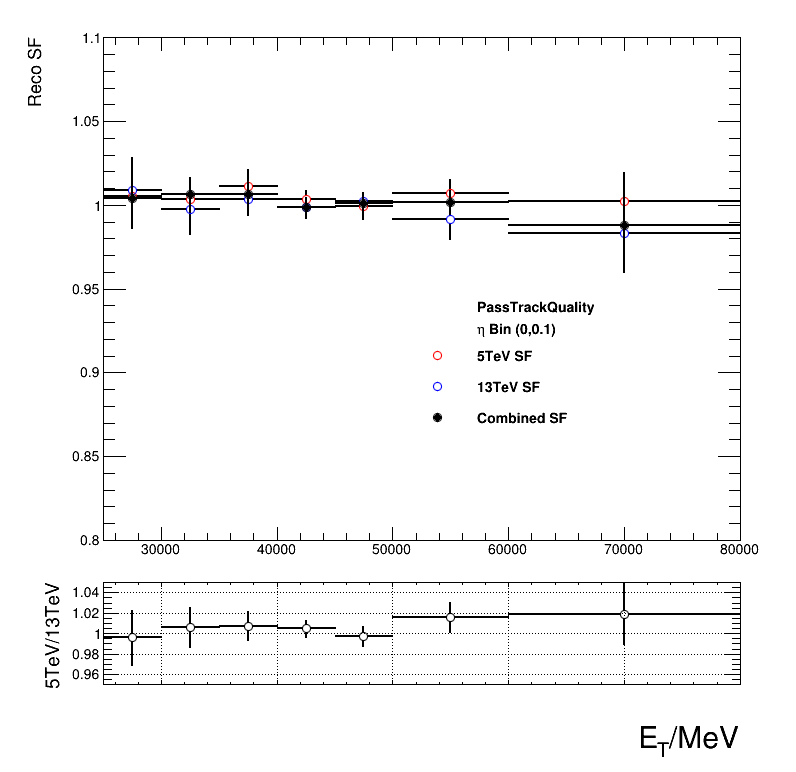 Reco SF
1.1
1.05
1
0.95
0.9
0.85
0.8
PassTrackQuality
η Bin (0,0.1)
5TeV SF
13TeV SF
Combined SF
30000 40000 50000 60000 70000 80000
5TeV/13TeV
1.04
1.02
1
0.98
0.96
E_T/MeV